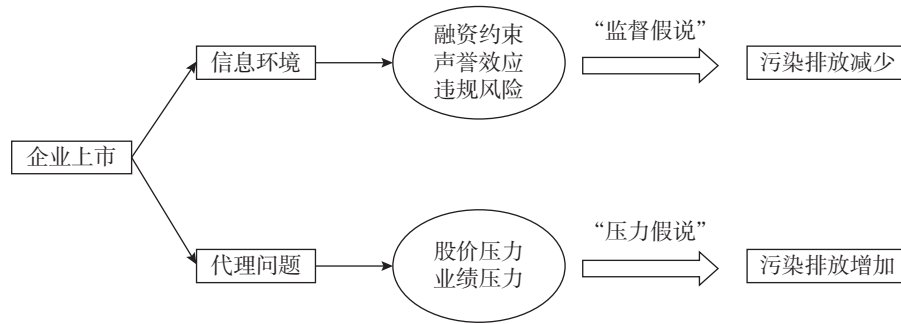 企业上市
信息环境
融资约束
声誉效应
违规风险
“监督假说”
污染排放减少
代理问题
股价压力
业绩压力
“压力假说”
污染排放增加